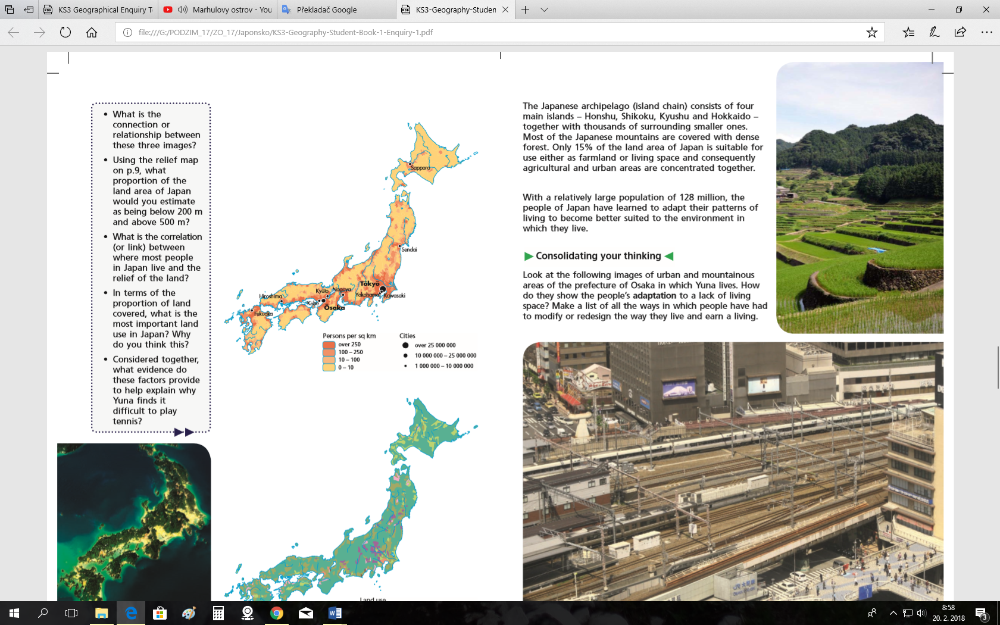 KS3 Geographical Enquiry T
Marhulovy ostrov - You
Překladač Google
KS3-Geography-Studen
file:///G:/PODZIM_17/ZO_17/Japonsko/KS3-Geography-Student-Book-1-Enquiry-1.pdf
• What is the
connection or
relationship between
these three images?
• Using the relief map
on p.9, what
proportion of the
land area of Japan
would you estimate
as being below 200 m
and above 500 m?
• What is the correlation
(or link) between
where most people
in Japan live and the
relief of the land?
• In terms of the
proportion of land
covered, what is the
most important land
use in Japan? Why
do you think this?
• Considered together,
what evidence do
these factors provide
to help explain why
Yuna finds it
difficult to play
tennis?
Sapporo
Sendai
Tōkyō
Yokohama
Kawasaki
Nagoya
Kyōto
Kōbe
Ōsaka
Hiroshima
Fukuoka
Persons per sq km
over 250
100 – 250
10 – 100
0 – 10
Cities
over 25 000 000
10 000 000 – 25 000 000
1 000 000 – 10 000 000
Land use
The Japanese archipelago (island chain) consists of four
main islands – Honshu, Shikoku, Kyushu and Hokkaido –
together with thousands of surrounding smaller ones.
Most of the Japanese mountains are covered with dense
forest. Only 15% of the land area of Japan is suitable for
use either as farmland or living space and consequently
agricultural and urban areas are concentrated together.
With a relatively large population of 128 million, the
people of Japan have learned to adapt their patterns of
living to become better suited to the environment in
which they live.
Consolidating your thinking
Look at the following images of urban and mountainous
areas of the prefecture of Osaka in which Yuna lives. How
do they show the people's adaptation to a lack of living
space? Make a list of all the ways in which people have had
to modify or redesign the way they live and earn a living.
8:58
20. 2. 2018
3